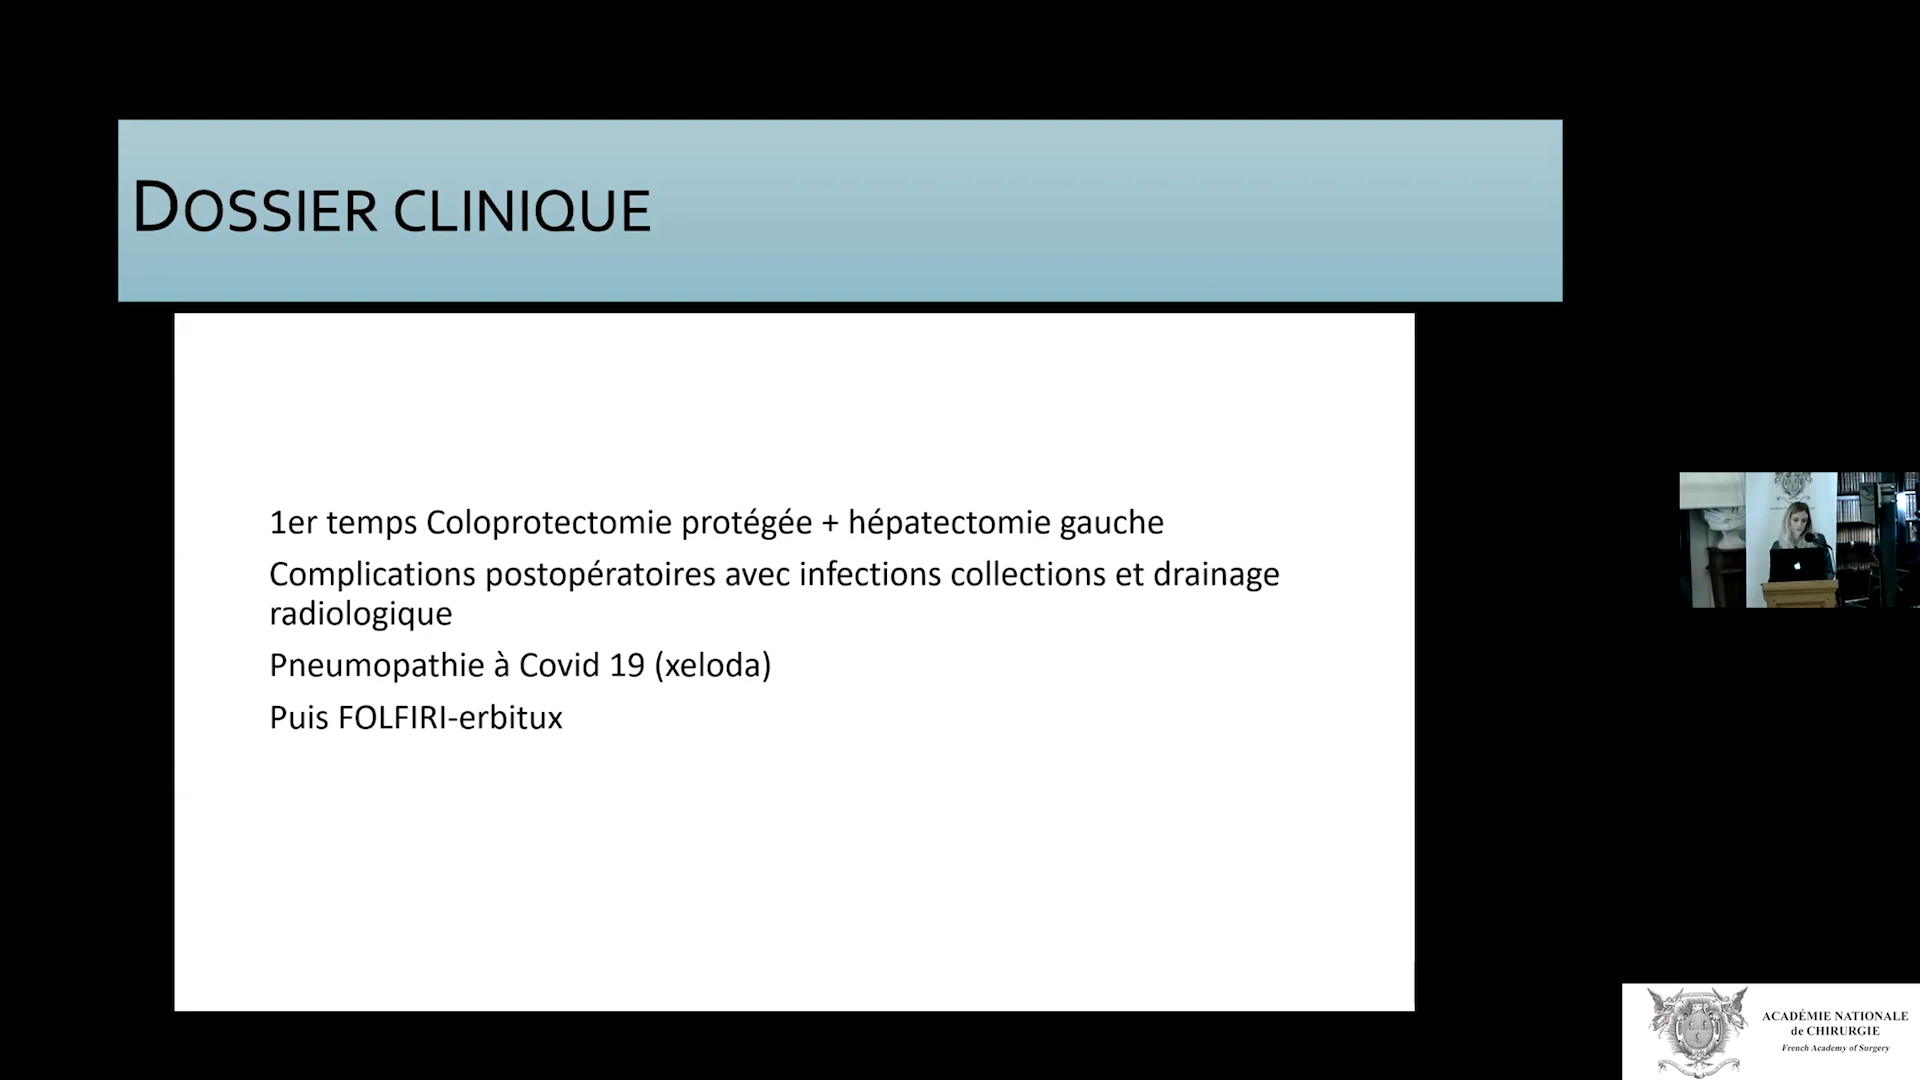 DOSSIER CLINIQUE
1er temps Coloprotectomie protégée + hépatectomie gauche
Complications postopératoires avec infections collections et drainage
radiologique
Pneumopathie à Covid 19 (xeloda)
Puis FOLFIRI-erbitux
ACADÉMIE NATIONALE
de CHIRURGIE
French Academy of Surgery